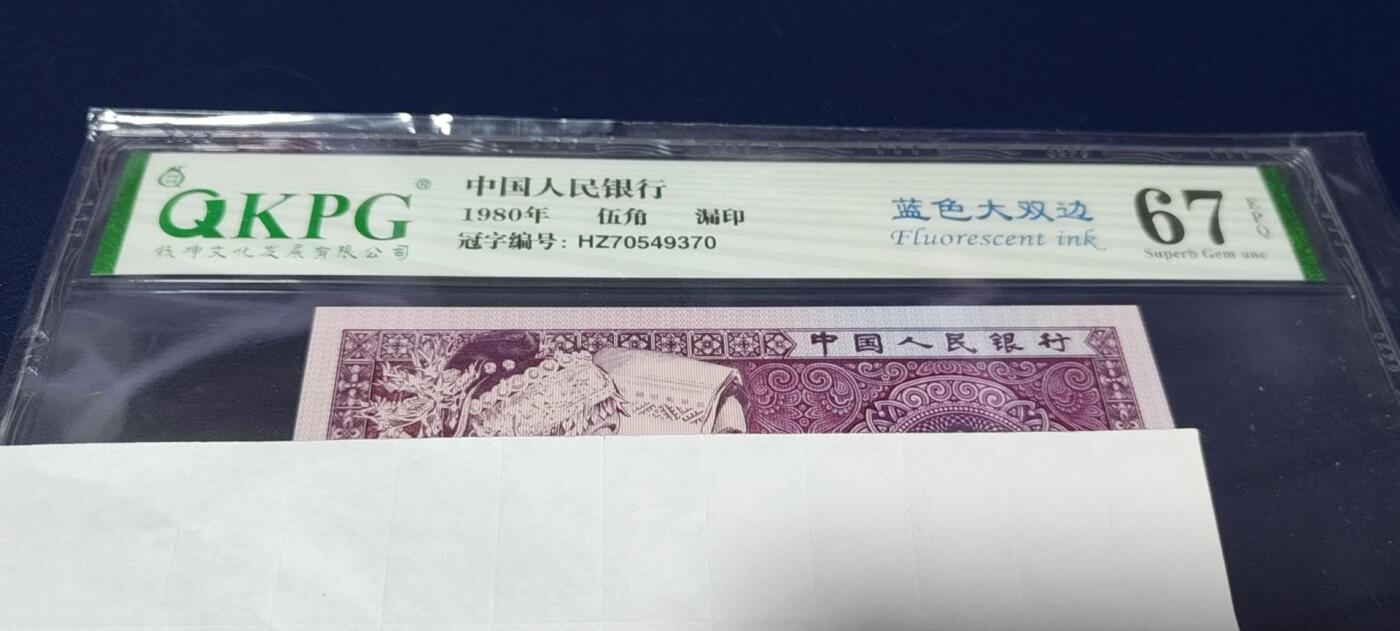 QKPG®
钱坤文化发展有限公司
中国人民银行
1980年 伍角 漏印
冠字编号: HZ70549370
蓝色大双边
Fluorescent ink
67
EPQ
Superb Gem unc
中国人民银行